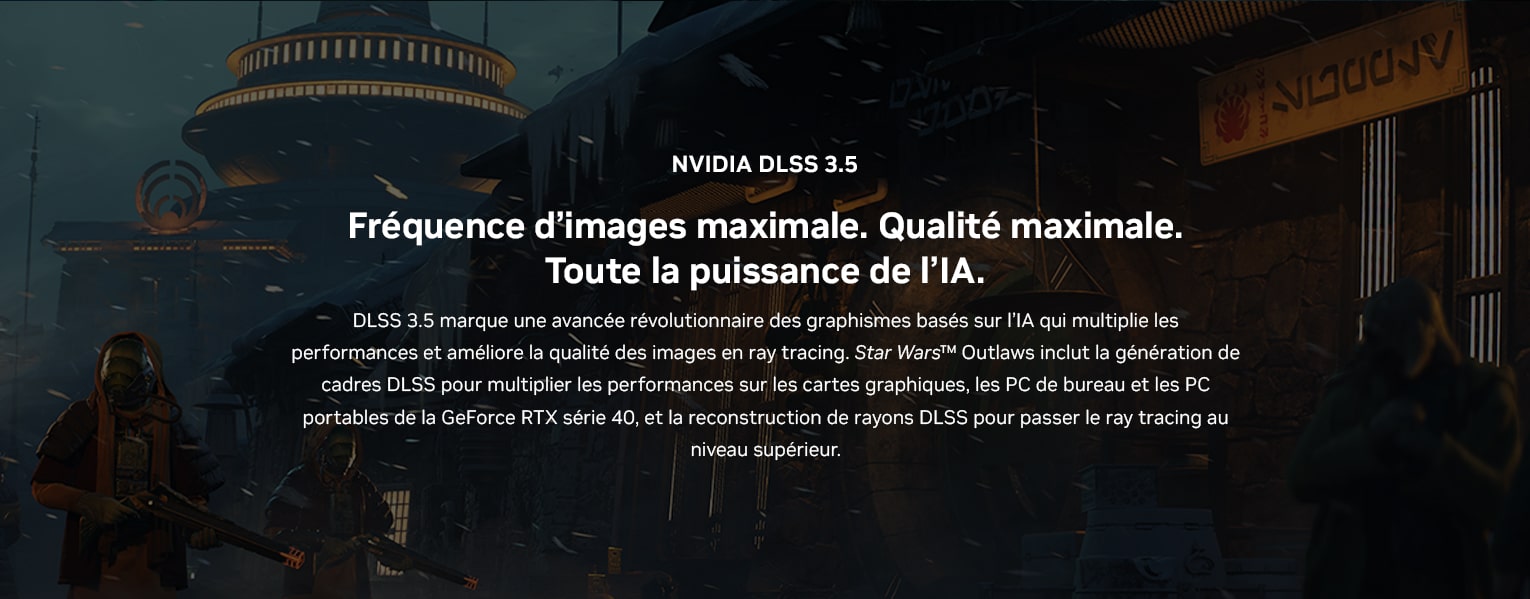 NVIDIA DLSS 3.5
Fréquence d’images maximale. Qualité maximale.
Toute la puissance de l’IA.
DLSS 3.5 marque une avancée révolutionnaire des graphismes basés sur l’IA qui multiplie les
performances et améliore la qualité des images en ray tracing. Star Wars™ Outlaws inclut la génération de
cadres DLSS pour multiplier les performances sur les cartes graphiques, les PC de bureau et les PC
portables de la GeForce RTX série 40, et la reconstruction de rayons DLSS pour passer le ray tracing au
niveau supérieur.